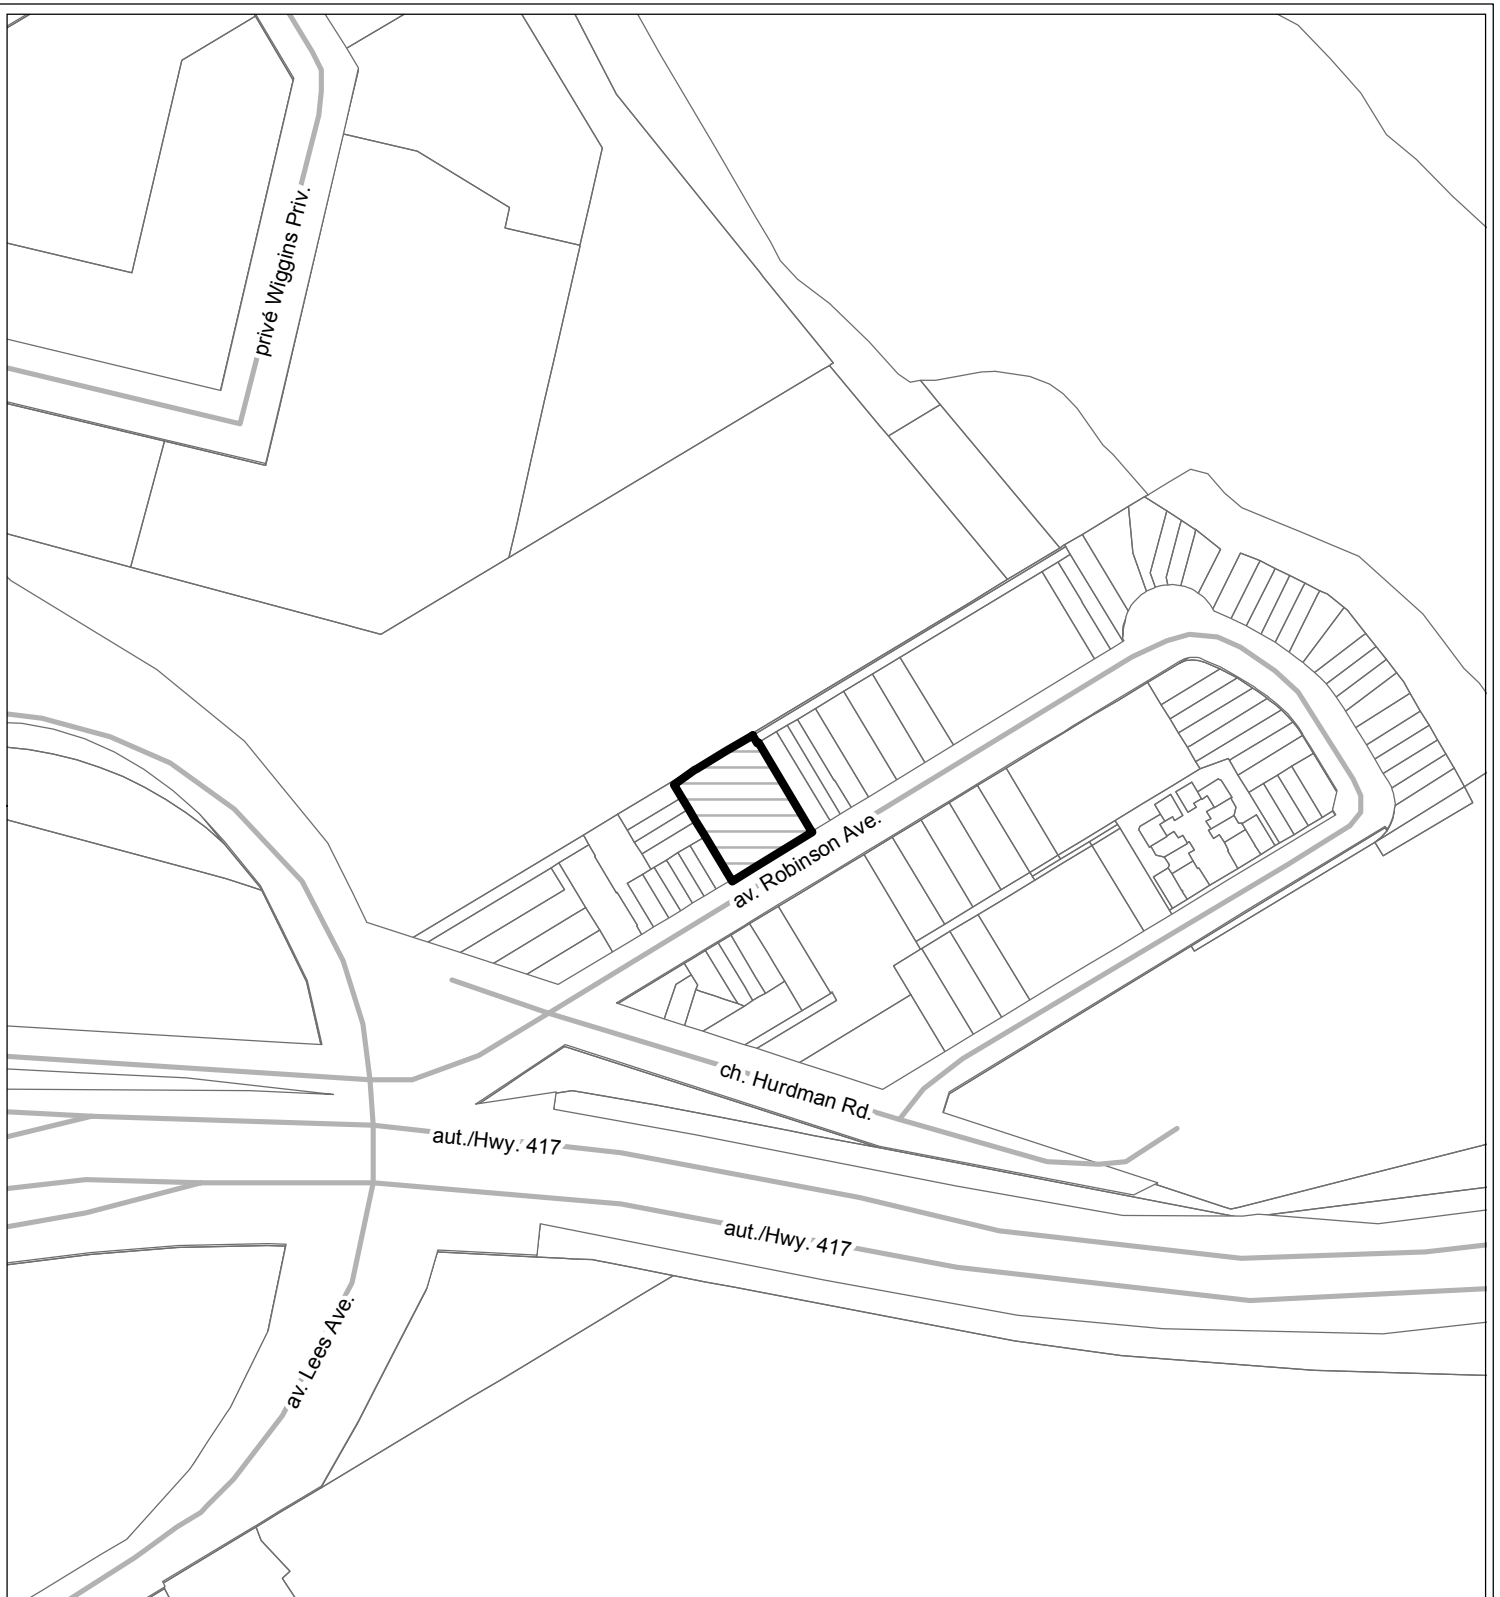 privé Wiggins Priv.
av. Robinson Ave.
ch. Hurdman Rd.
aut./Hwy. 417
aut./Hwy. 417
av. Lees Ave.